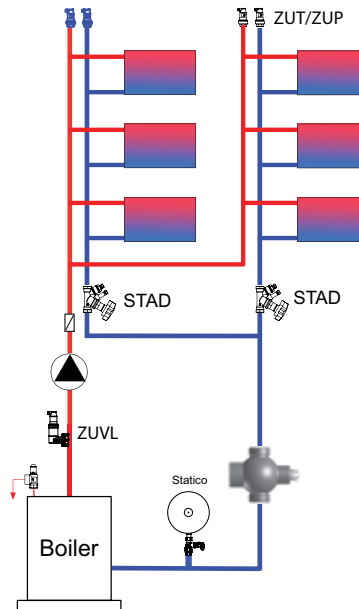 ZUT/ZUP
STAD
STAD
ZUVL
Statico
Boiler